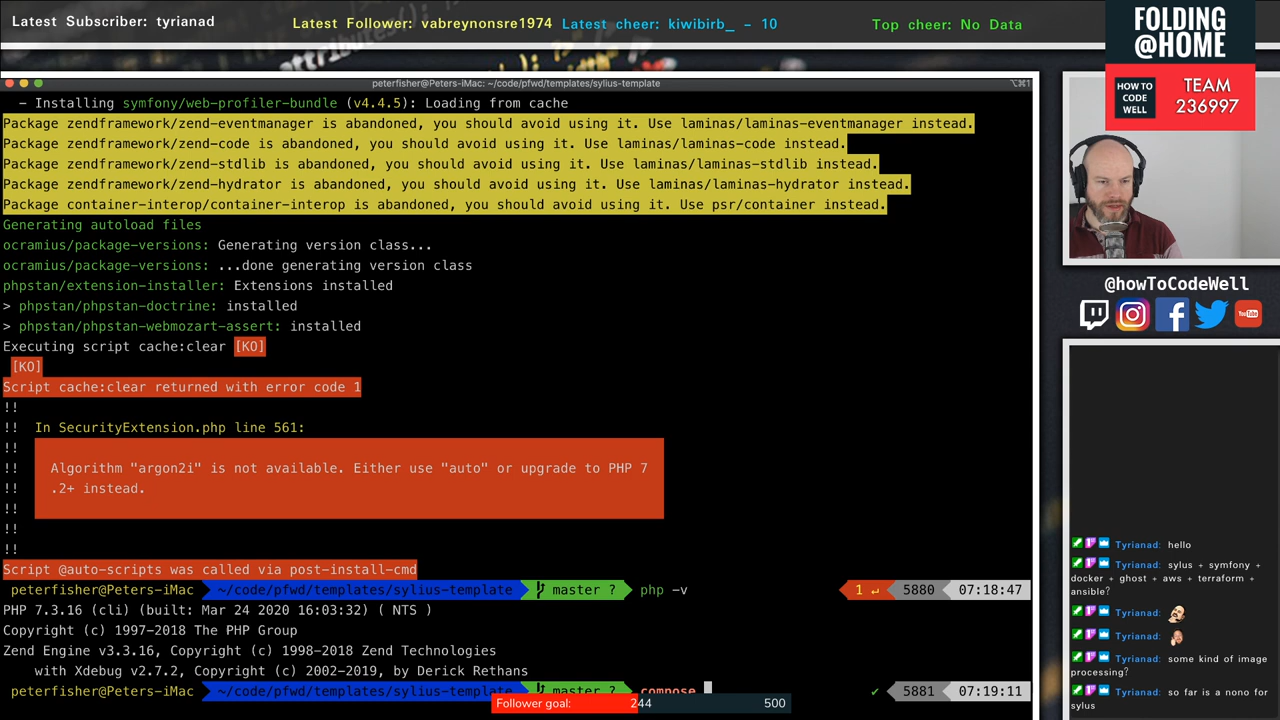 Latest Subscriber: tyrianad
Latest Follower: vabreynonsre1974
Latest cheer: kiwibirb_ - 10
Top cheer: No Data
FOLDING
@HOME
HOW TO
CODE
WELL
TEAM
236997
peterfisher@Peters-iMac: ~/code/pfwd/templates/sylius-template
⌥⌘1
- Installing symfony/web-profiler-bundle (v4.4.5): Loading from cache
Package zendframework/zend-eventmanager is abandoned, you should avoid using it. Use laminas/laminas-eventmanager instead.
Package zendframework/zend-code is abandoned, you should avoid using it. Use laminas/laminas-code instead.
Package zendframework/zend-stdlib is abandoned, you should avoid using it. Use laminas/laminas-stdlib instead.
Package zendframework/zend-hydrator is abandoned, you should avoid using it. Use laminas/laminas-hydrator instead.
Package container-interop/container-interop is abandoned, you should avoid using it. Use psr/container instead.
Generating autoload files
ocramius/package-versions: Generating version class...
ocramius/package-versions: ...done generating version class
phpstan/extension-installer: Extensions installed
> phpstan/phpstan-doctrine: installed
> phpstan/phpstan-webmozart-assert: installed
Executing script cache:clear [KO]
[KO]
Script cache:clear returned with error code 1
!!
!! In SecurityExtension.php line 561:
!!
!! Algorithm "argon2i" is not available. Either use "auto" or upgrade to PHP 7
!! .2+ instead.
!!
!!
!!
Script @auto-scripts was called via post-install-cmd
peterfisher@Peters-iMac ~/code/pfwd/templates/sylius-template master ? php -v 1 ↵ 5880 07:18:47
PHP 7.3.16 (cli) (built: Mar 24 2020 16:03:32) ( NTS )
Copyright (c) 1997-2018 The PHP Group
Zend Engine v3.3.16, Copyright (c) 1998-2018 Zend Technologies
with Xdebug v2.7.2, Copyright (c) 2002-2019, by Derick Rethans
peterfisher@Peters-iMac ~/code/pfwd/templates/sylius-template master ? compose ✔ 5881 07:19:11
Follower goal: 244 500
@howToCodeWell
You Tube
Tyrianad: hello
Tyrianad: sylus + symfony +
docker + ghost + aws + terraform +
ansible?
Tyrianad:
Tyrianad:
Tyrianad: some kind of image
processing?
Tyrianad: so far is a nono for
sylus